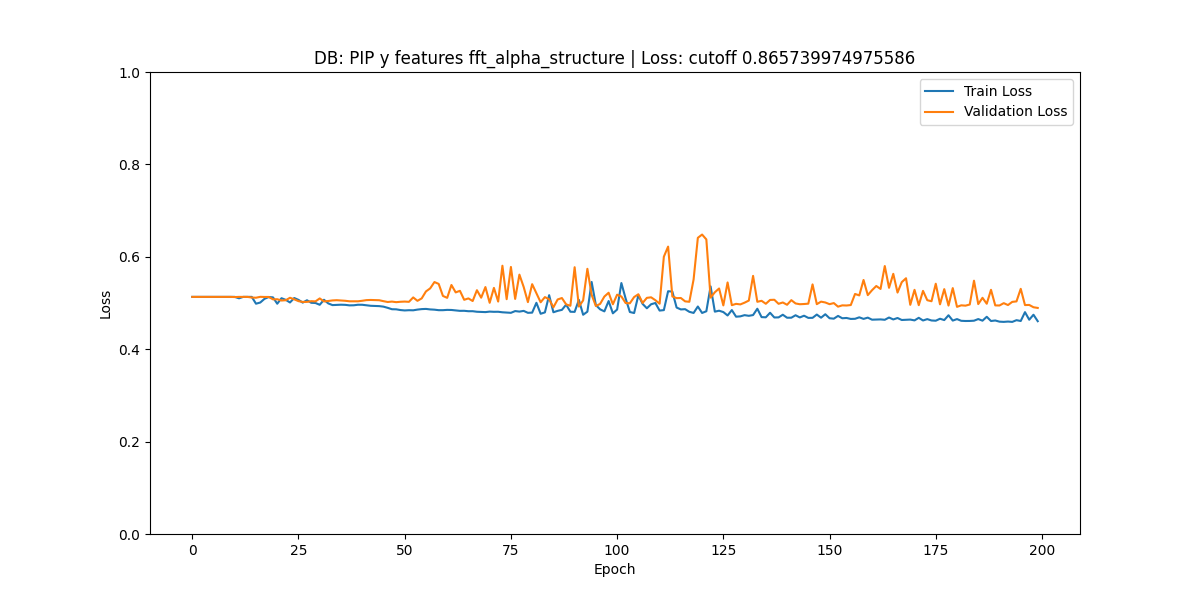 DB: PIP y features fft_alpha_structure | Loss: cutoff 0.865739974975586
Train Loss
Validation Loss
1.0
0.8
0.6
0.4
0.2
0.0
Loss
0 25 50 75 100 125 150 175 200
Epoch